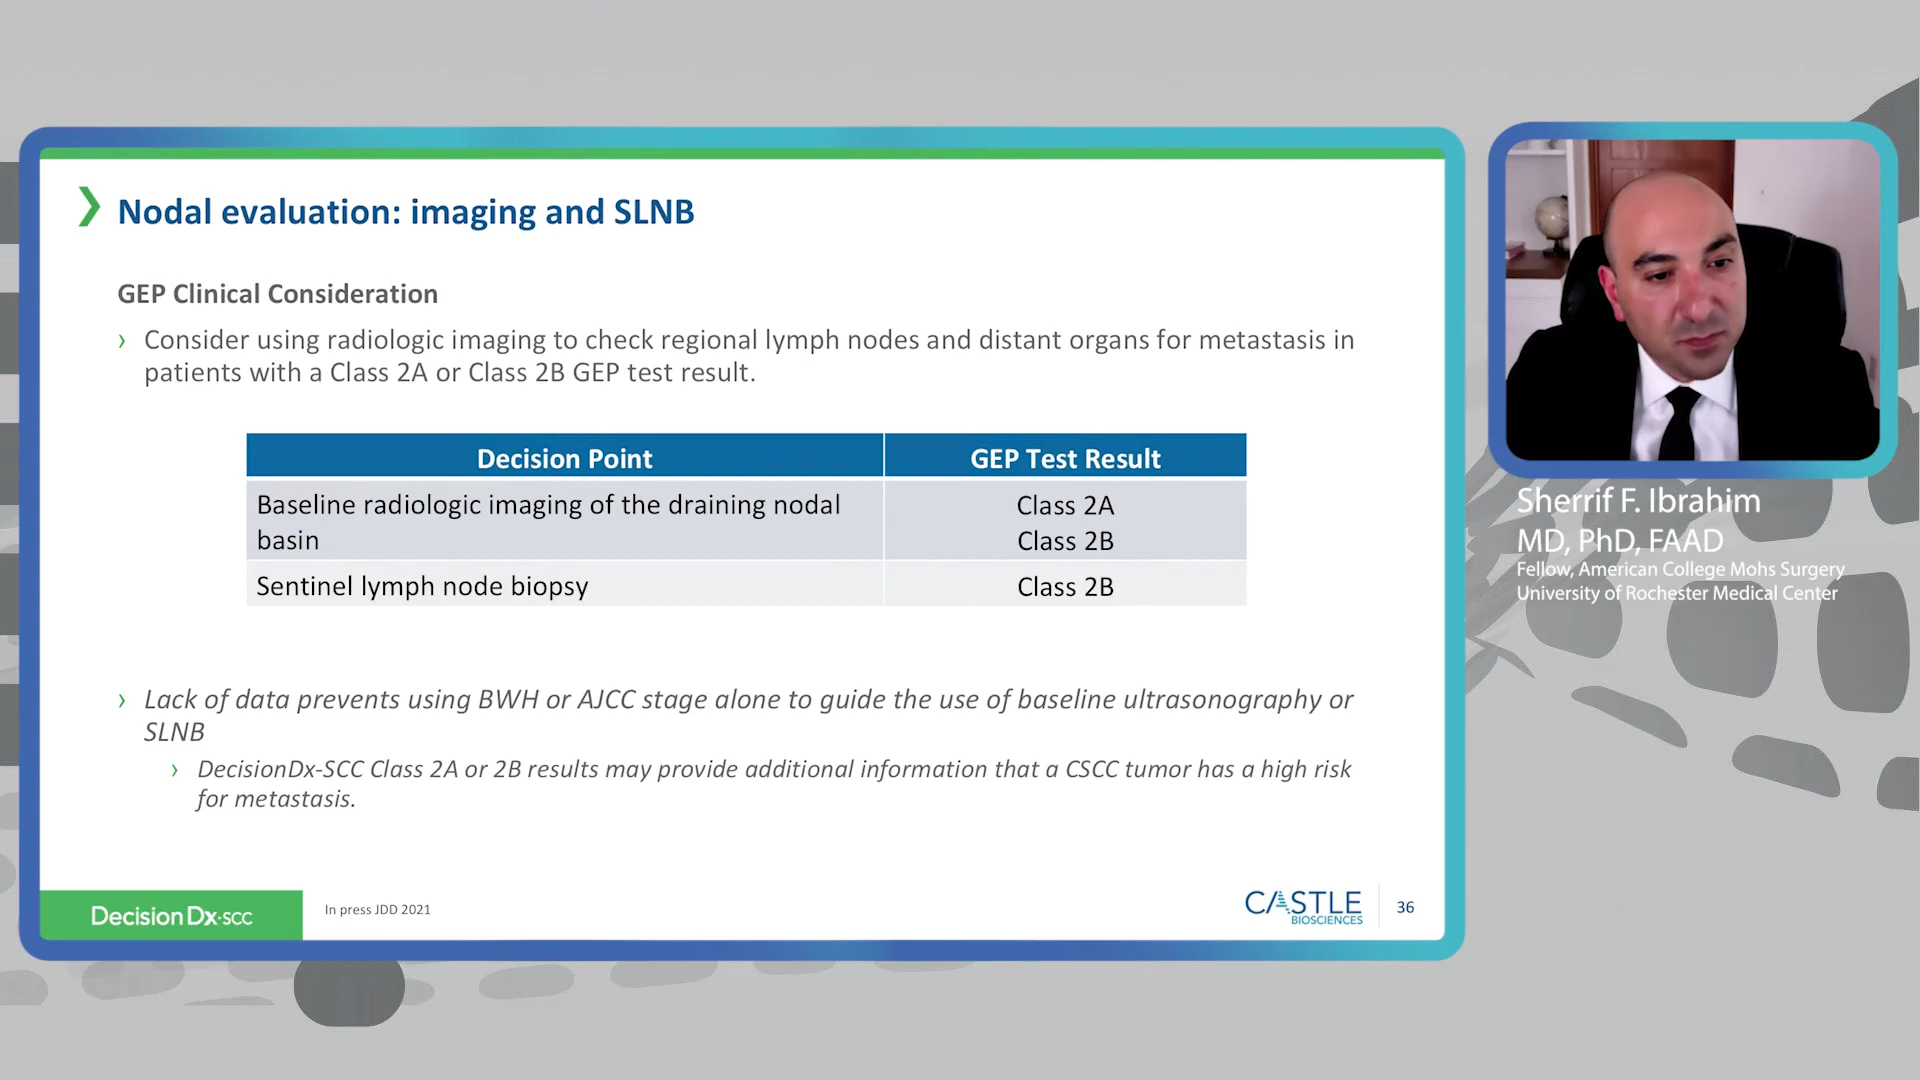 Nodal evaluation: imaging and SLNB
GEP Clinical Consideration
› Consider using radiologic imaging to check regional lymph nodes and distant organs for metastasis in
patients with a Class 2A or Class 2B GEP test result.
Decision Point
GEP Test Result
Baseline radiologic imaging of the draining nodal
basin
Class 2A
Class 2B
Sentinel lymph node biopsy
Class 2B
› Lack of data prevents using BWH or AJCC stage alone to guide the use of baseline ultrasonography or
SLNB
› DecisionDx-SCC Class 2A or 2B results may provide additional information that a CSCC tumor has a high risk
for metastasis.
DecisionDx·SCC
In press JDD 2021
CASTLE
BIOSCIENCES
36
Sherrif F. Ibrahim
MD, PhD, FAAD
Fellow, American College Mohs Surgery
University of Rochester Medical Center